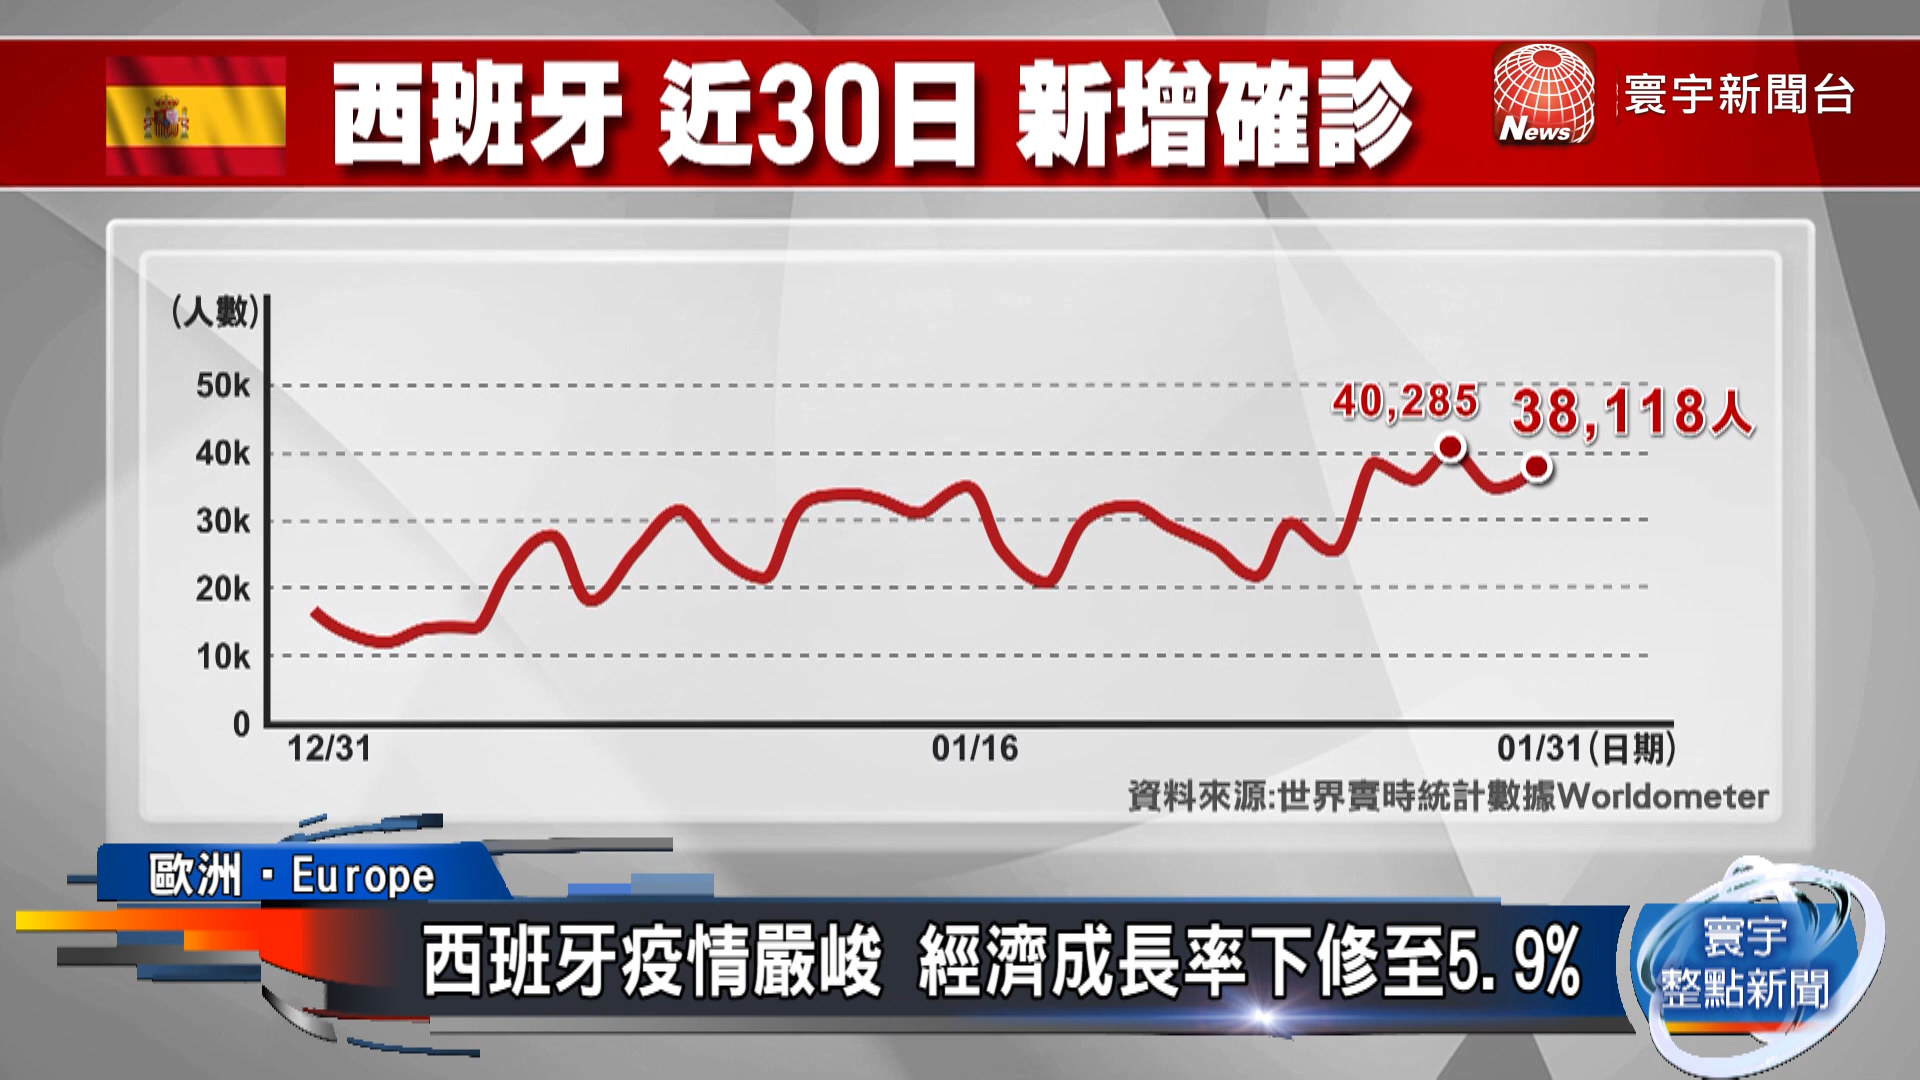 西班牙 近30日 新增確診
News
寰宇新聞台
(人數)
50k
40k
30k
20k
10k
0
40,285
38,118人
12/31
01/16
01/31(日期)
資料來源:世界實時統計數據Worldometer
歐洲·Europe
西班牙疫情嚴峻 經濟成長率下修至5.9%
寰宇
整點新聞